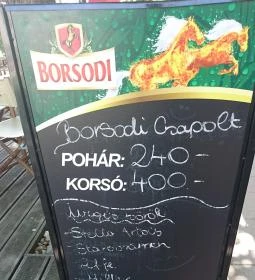 BORSODI
Borsodi Csapolt
POHÁR: 240-
KORSÓ: 400-
Üveges sörök
-Stella Artois
-Staropramen